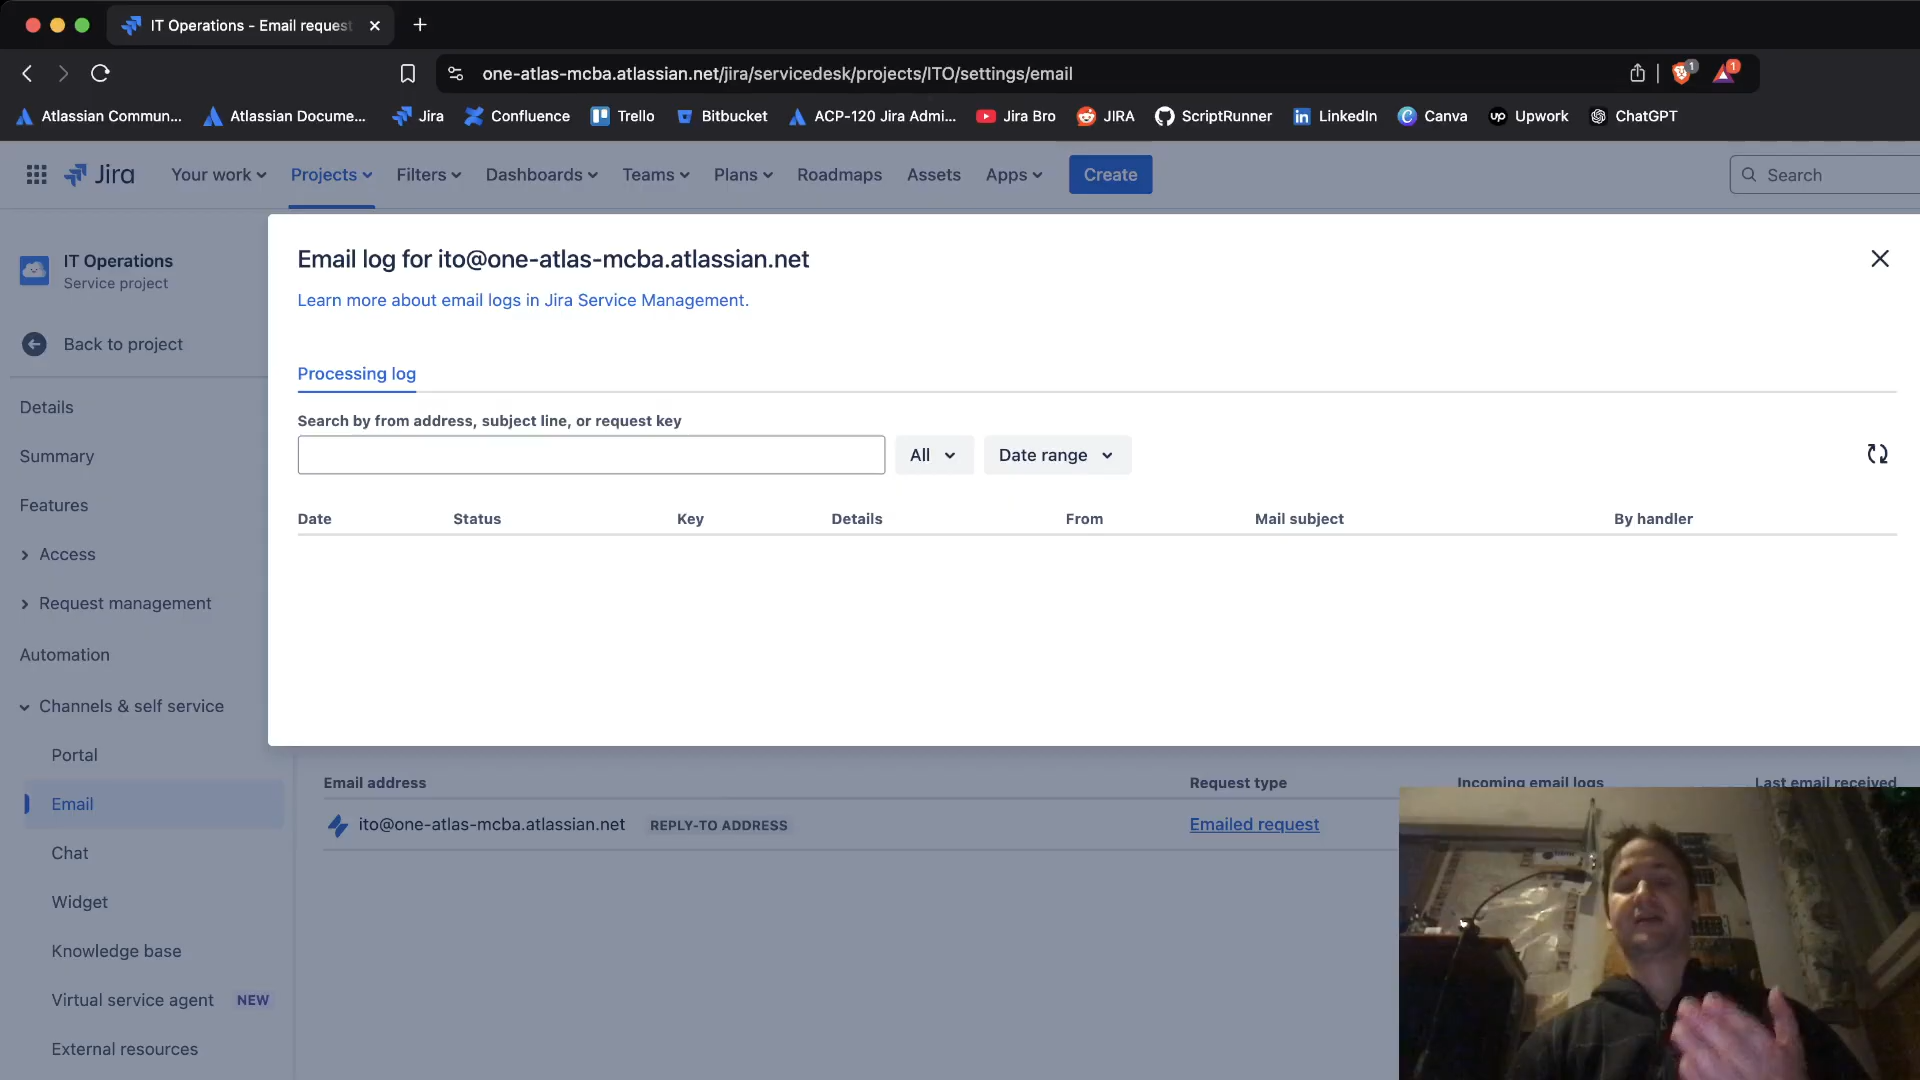 IT Operations - Email request
one-atlas-mcba.atlassian.net/jira/servicedesk/projects/ITO/settings/email
1
1
Atlassian Commun...
Atlassian Docume...
Jira
Confluence
Trello
Bitbucket
ACP-120 Jira Admi...
Jira Bro
JIRA
ScriptRunner
LinkedIn
Canva
Upwork
ChatGPT
Jira
Your work
Projects
Filters
Dashboards
Teams
Plans
Roadmaps
Assets
Apps
Create
Search
IT Operations
Service project
Back to project
Details
Summary
Features
Access
Request management
Automation
Channels & self service
Portal
Email
Chat
Widget
Knowledge base
Virtual service agent NEW
External resources
Email log for ito@one-atlas-mcba.atlassian.net
Learn more about email logs in Jira Service Management.
Processing log
Search by from address, subject line, or request key
All
Date range
Date Status Key Details From Mail subject By handler
Email address Request type Incoming email logs Last email received
ito@one-atlas-mcba.atlassian.net REPLY-TO ADDRESS Emailed request